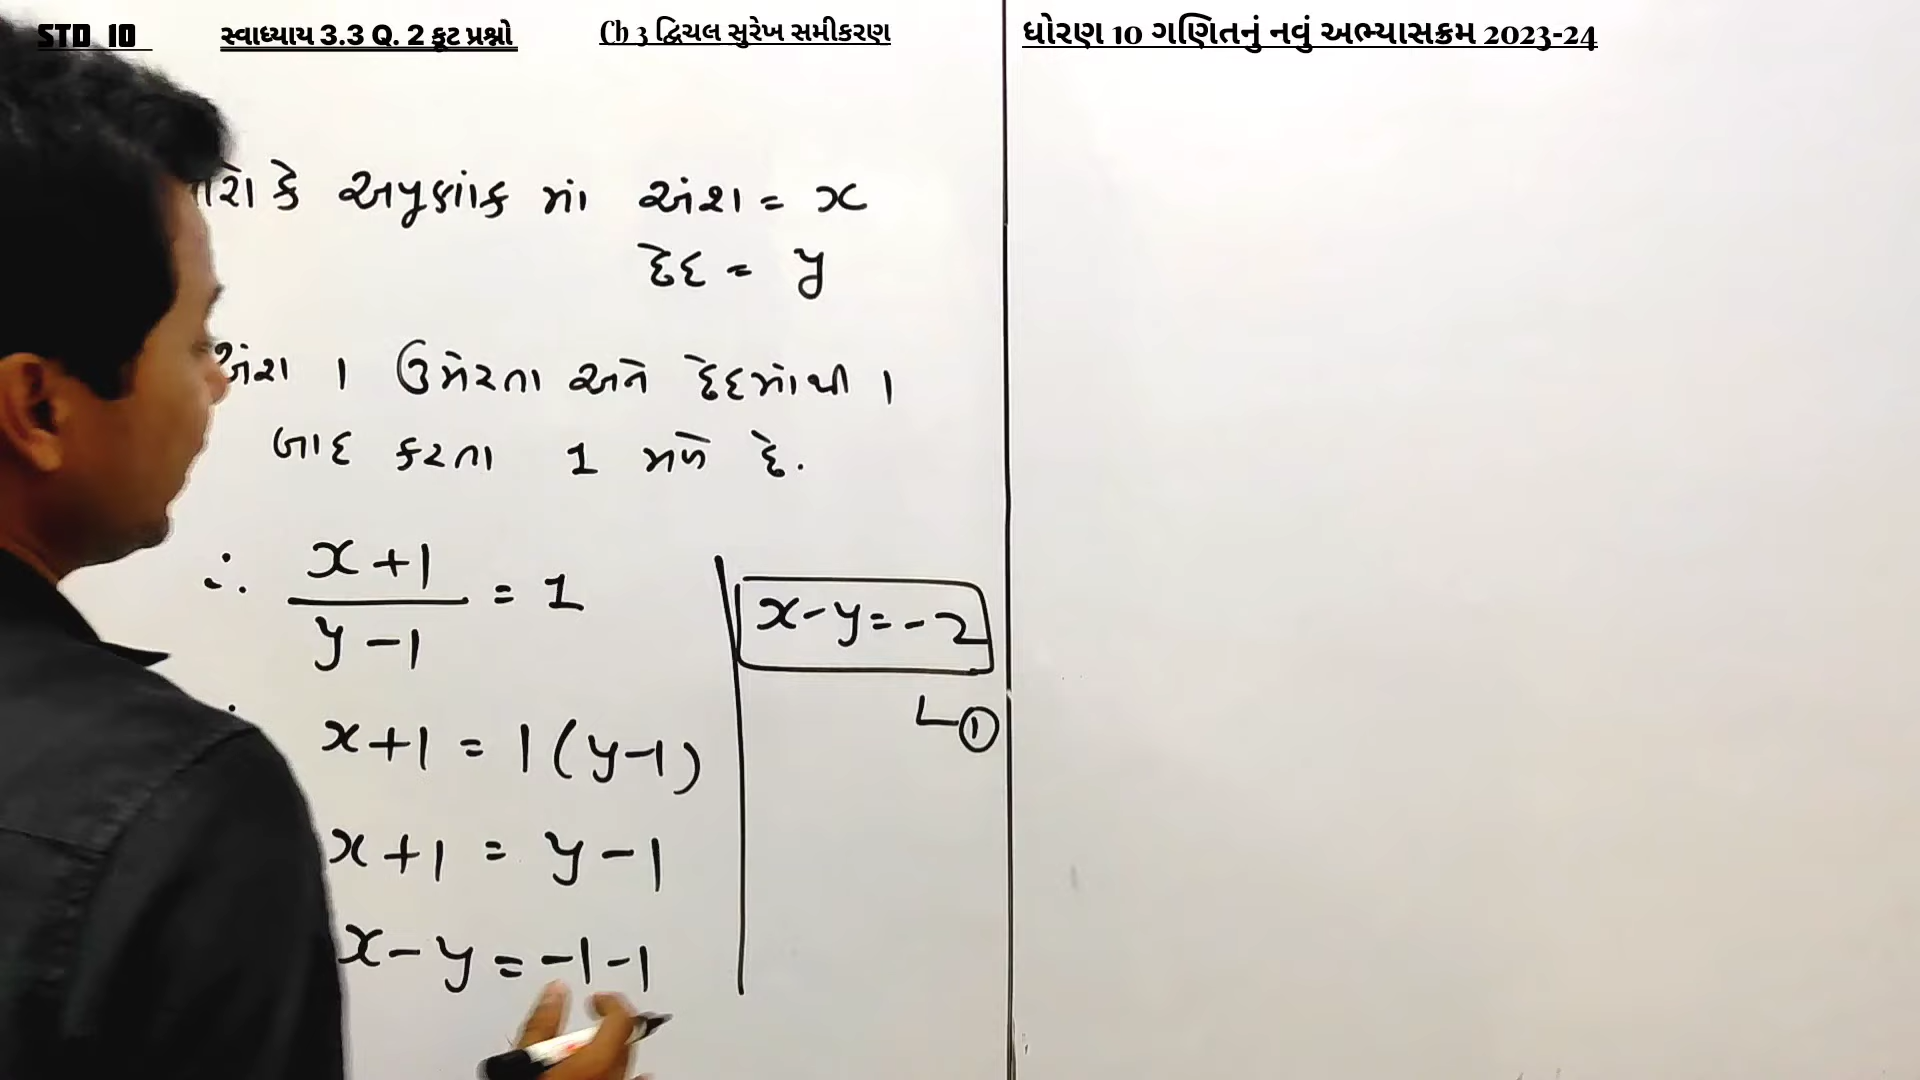 STD 10
સ્વાધ્યાય 3.3 Q. 2 કૂટ પ્રશ્નો
Ch 3 દ્વિચલ સુરેખ સમીકરણ
ધોરણ 10 ગણિતનું નવું અભ્યાસક્રમ 2023-24
કે અપૂર્ણાંક માં અંશ = x
છેદ = y
અંશ 1 ઉમેરતા અને છેદમાંથી 1
બાદ કરતા 1 મળે છે.
∴ x+1 / y-1 = 1
x+1 = 1(y-1)
x+1 = y-1
x-y = -1-1
x-y=-2
①